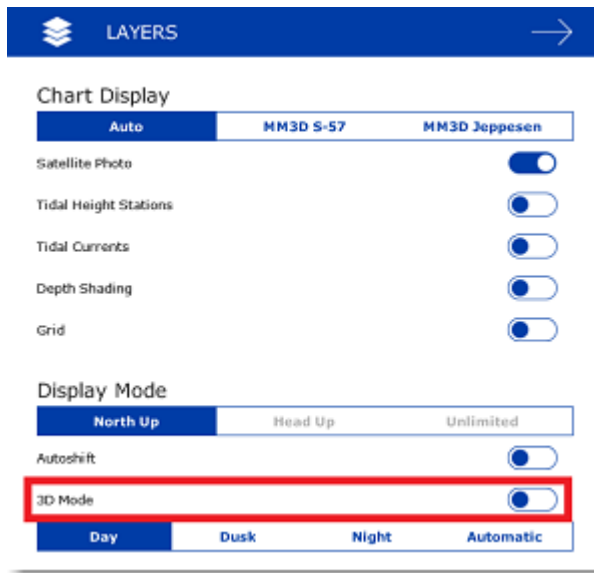 LAYERS
Chart Display
Auto MM3D S-57 MM3D Jeppesen
Satellite Photo
Tidal Height Stations
Tidal Currents
Depth Shading
Grid
Display Mode
North Up Head Up Unlimited
Autoshift
3D Mode
Day Dusk Night Automatic